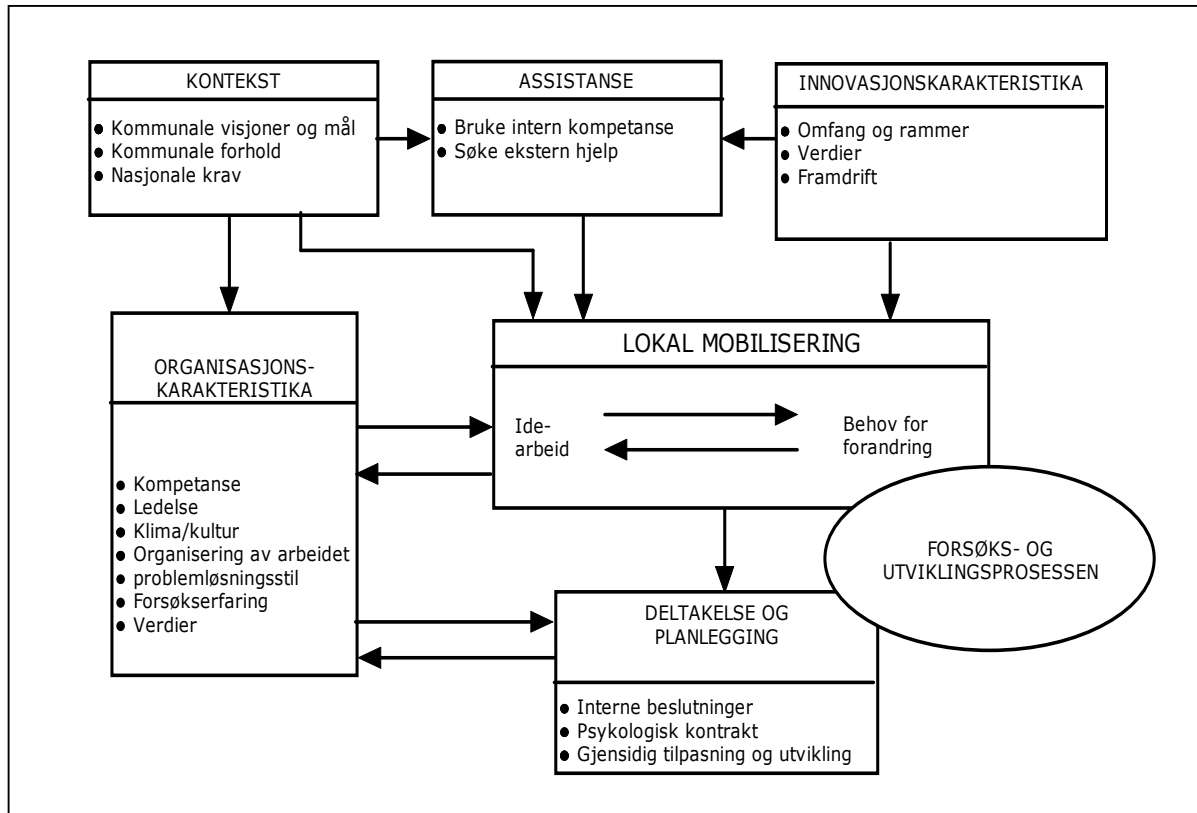 KONTEKST
● Kommunale visjoner og mål
● Kommunale forhold
● Nasjonale krav
ASSISTANSE
● Bruke intern kompetanse
● Søke ekstern hjelp
INNOVASJONSKARAKTERISTIKA
● Omfang og rammer
● Verdier
● Framdrift
ORGANISASJONS-
KARAKTERISTIKA
● Kompetanse
● Ledelse
● Klima/kultur
● Organisering av arbeidet
● problemløsningsstil
● Forsøkserfaring
● Verdier
LOKAL MOBILISERING
Ide-
arbeid
Behov for
forandring
FORSØKS- OG
UTVIKLINGSPROSESSEN
DELTAKELSE OG
PLANLEGGING
● Interne beslutninger
● Psykologisk kontrakt
● Gjensidig tilpasning og utvikling